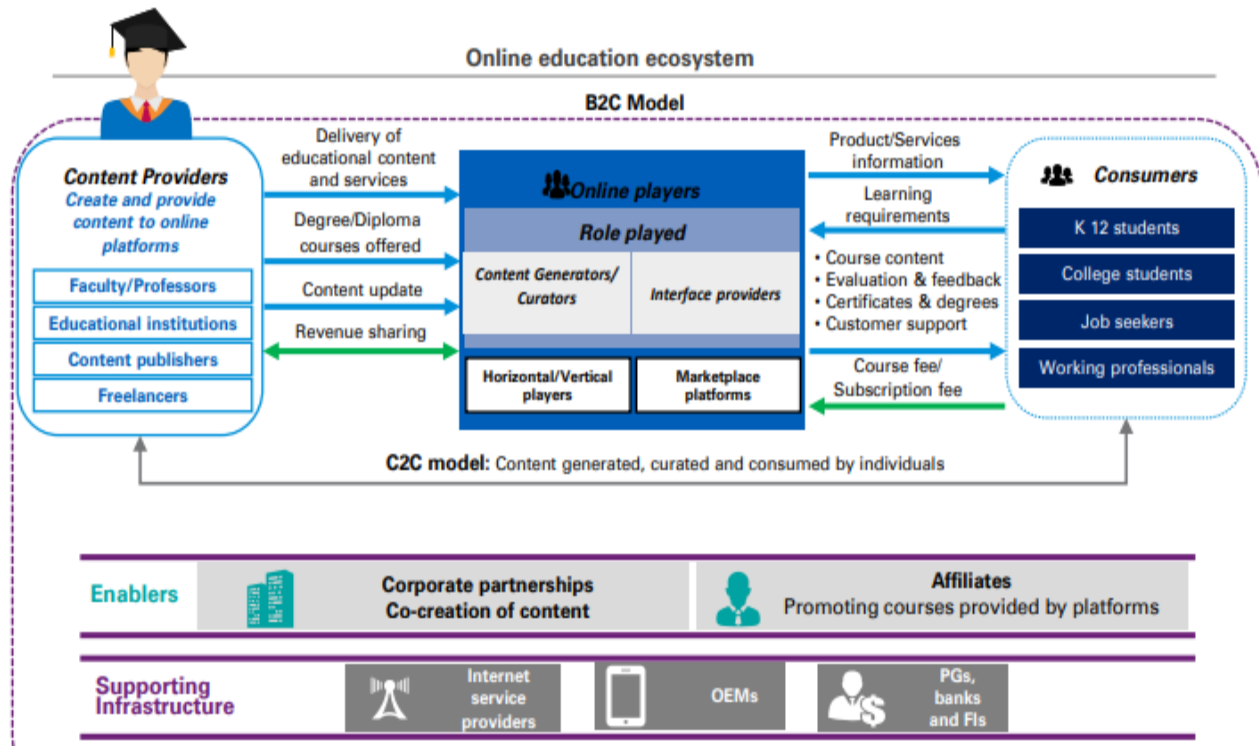 Online education ecosystem
B2C Model
Content Providers
Create and provide
content to online
platforms
Faculty/Professors
Educational institutions
Content publishers
Freelancers
Delivery of
educational content
and services
Degree/Diploma
courses offered
Content update
Revenue sharing
Online players
Role played
Content Generators/
Curators
Interface providers
Horizontal/Vertical
players
Marketplace
platforms
Product/Services
information
Learning
requirements
• Course content
• Evaluation & feedback
• Certificates & degrees
• Customer support
Course fee/
Subscription fee
Consumers
K 12 students
College students
Job seekers
Working professionals
C2C model: Content generated, curated and consumed by individuals
Enablers
Corporate partnerships
Co-creation of content
Affiliates
Promoting courses provided by platforms
Supporting
Infrastructure
Internet
service
providers
OEMs
PGs,
banks
and FIs